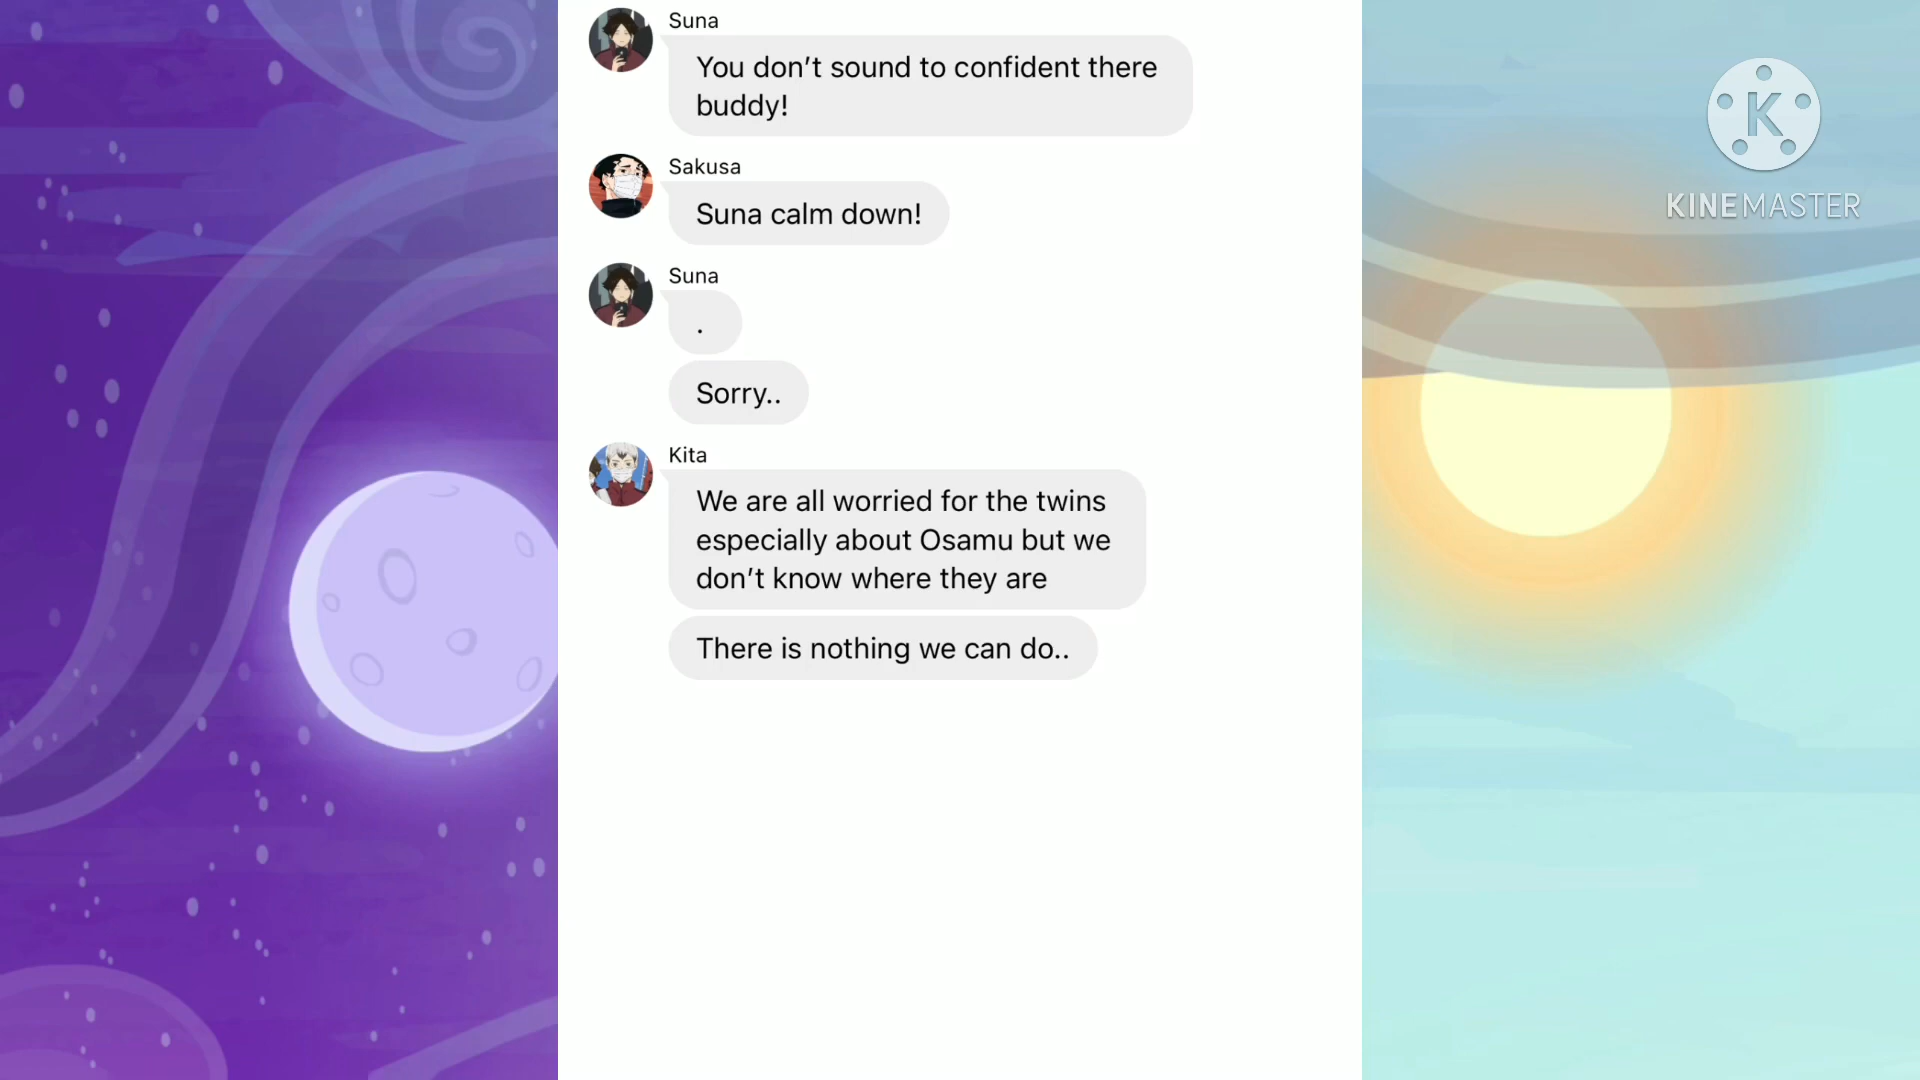 Suna
You don’t sound to confident there
buddy!
Sakusa
Suna calm down!
Suna
.
Sorry..
Kita
We are all worried for the twins
especially about Osamu but we
don’t know where they are
There is nothing we can do..
K
KINEMASTER